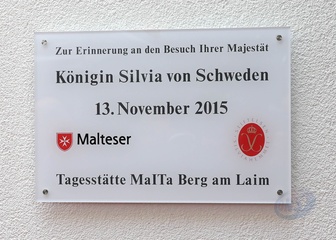 Zur Erinnerung an den Besuch Ihrer Majestät
Königin Silvia von Schweden
13. November 2015
Malteser
Tagesstätte MalTa Berg am Laim